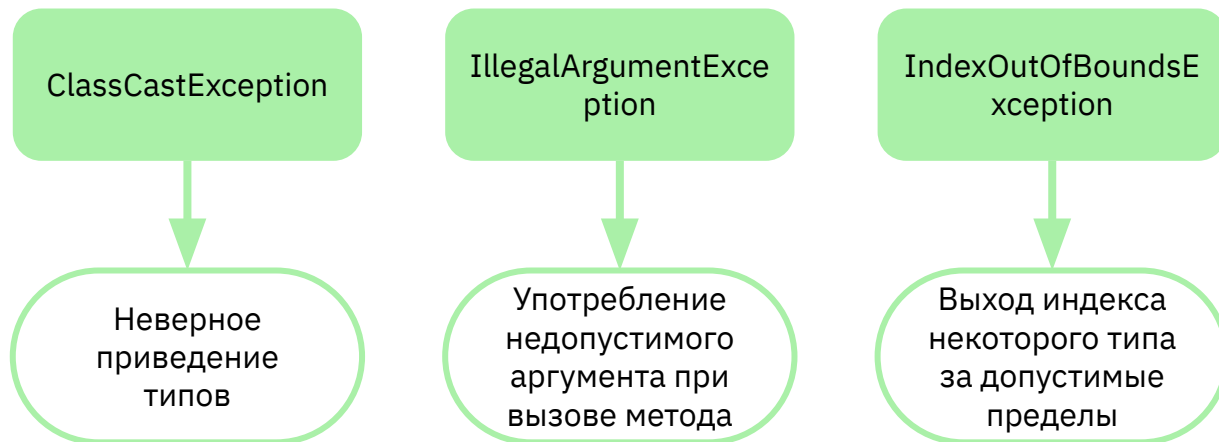 ClassCastException
IllegalArgumentExce
ption
IndexOutOfBoundsE
xception
Неверное
приведение
типов
Употребление
недопустимого
аргумента при
вызове метода
Выход индекса
некоторого типа
за допустимые
пределы